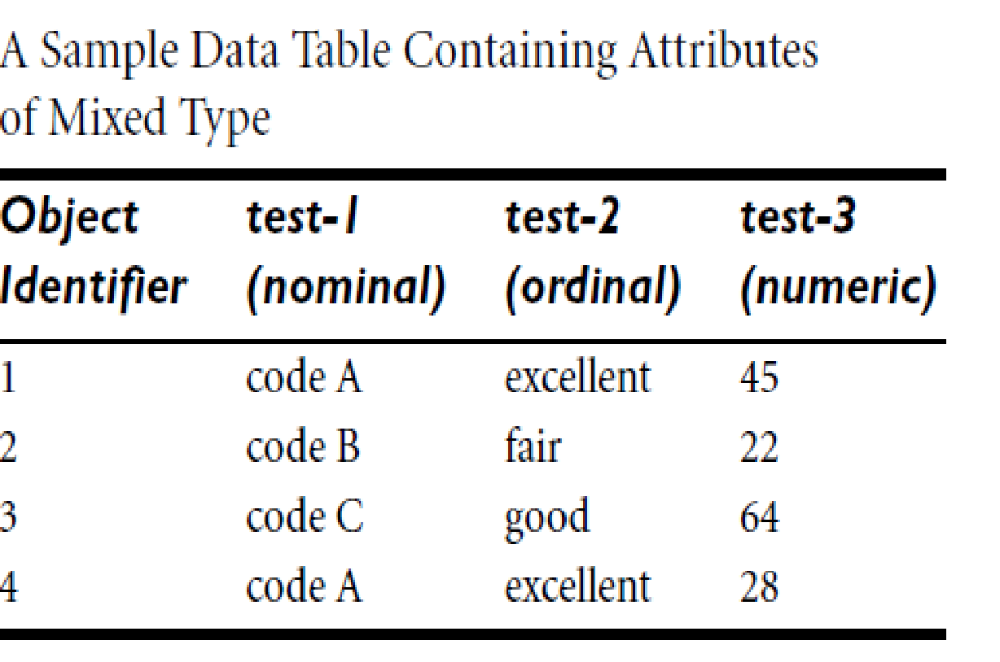 A Sample Data Table Containing Attributes
of Mixed Type
Object test-1 test-2 test-3
Identifier (nominal) (ordinal) (numeric)
1 code A excellent 45
2 code B fair 22
3 code C good 64
4 code A excellent 28